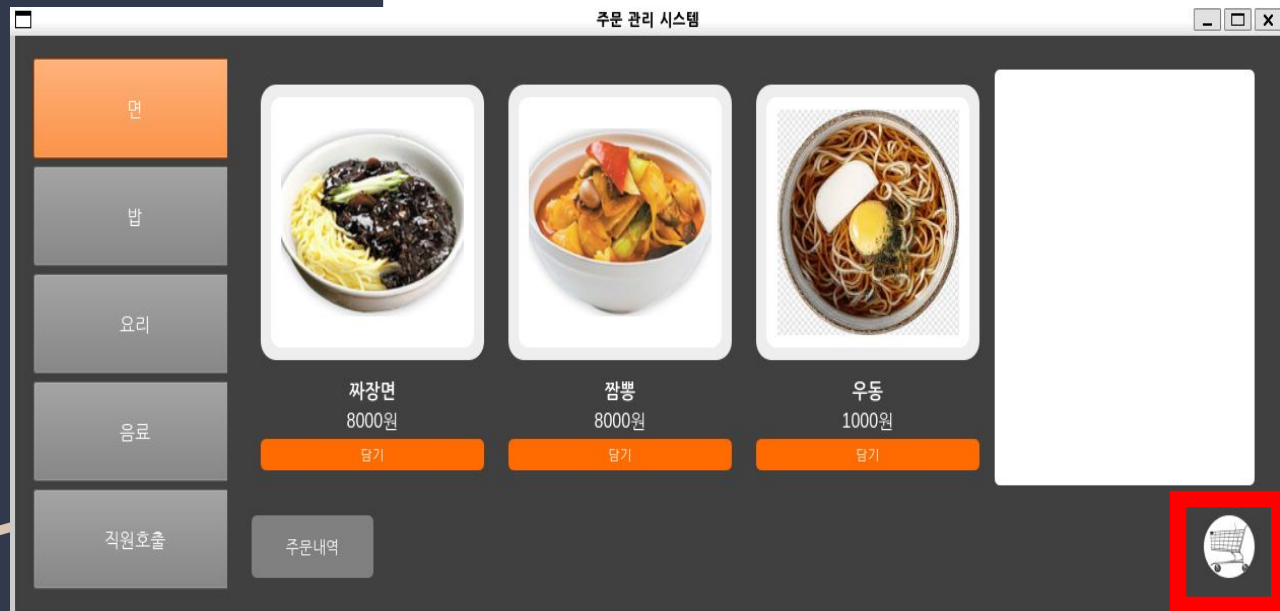 주문 관리 시스템
면
밥
요리
음료
직원호출
짜장면
8000원
담기
짬뽕
8000원
담기
우동
1000원
담기
주문내역